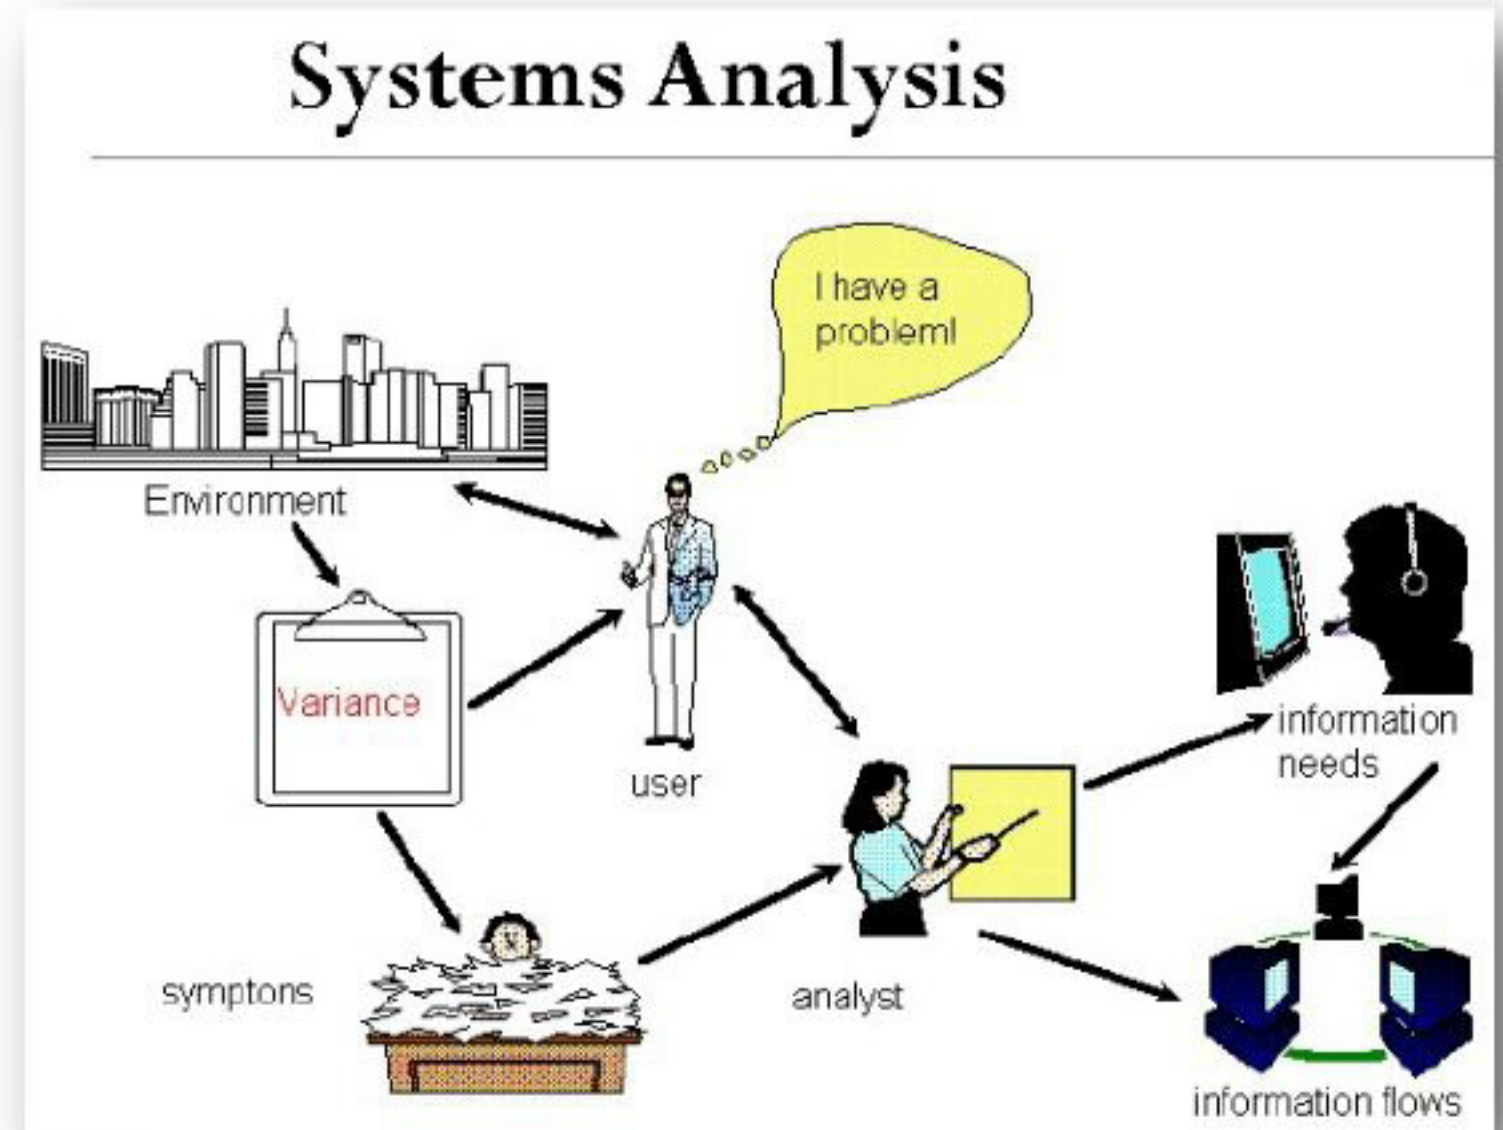 Systems Analysis
I have a
problem!
Environment
Variance
user
information
needs
symptons
analyst
information flows